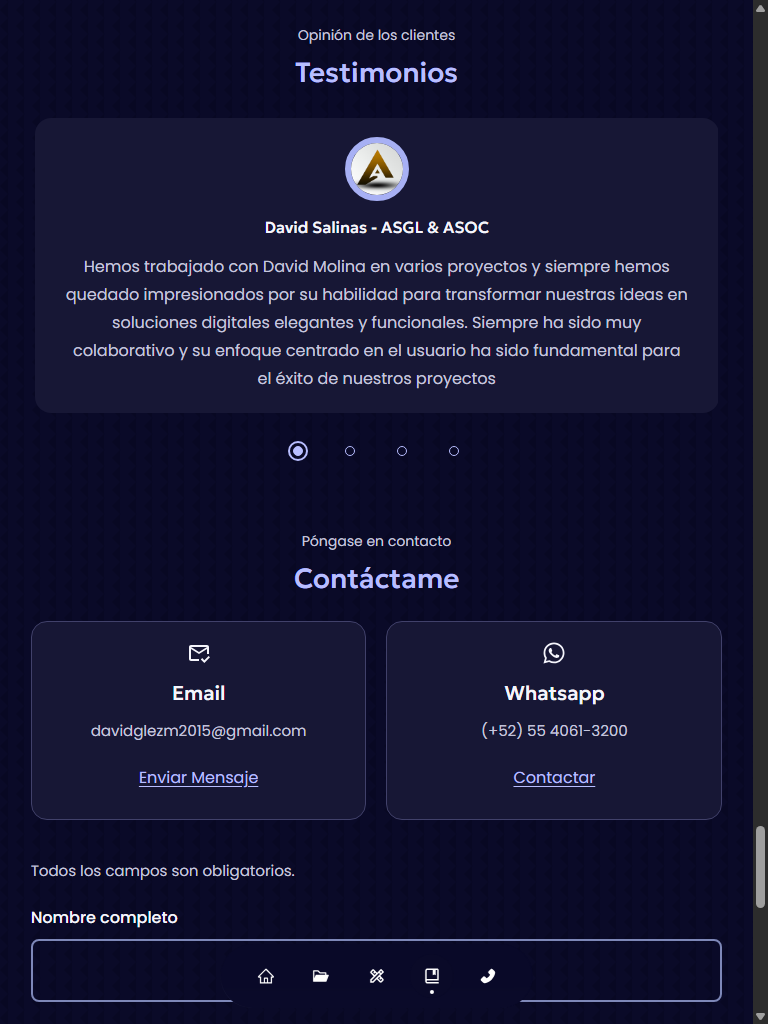 Opinión de los clientes
Testimonios
David Salinas - ASGL & ASOC
Hemos trabajado con David Molina en varios proyectos y siempre hemos
quedado impresionados por su habilidad para transformar nuestras ideas en
soluciones digitales elegantes y funcionales. Siempre ha sido muy
colaborativo y su enfoque centrado en el usuario ha sido fundamental para
el éxito de nuestros proyectos
Póngase en contacto
Contáctame
Email
davidglezm2015@gmail.com
Enviar Mensaje
Whatsapp
(+52) 55 4061-3200
Contactar
Todos los campos son obligatorios.
Nombre completo